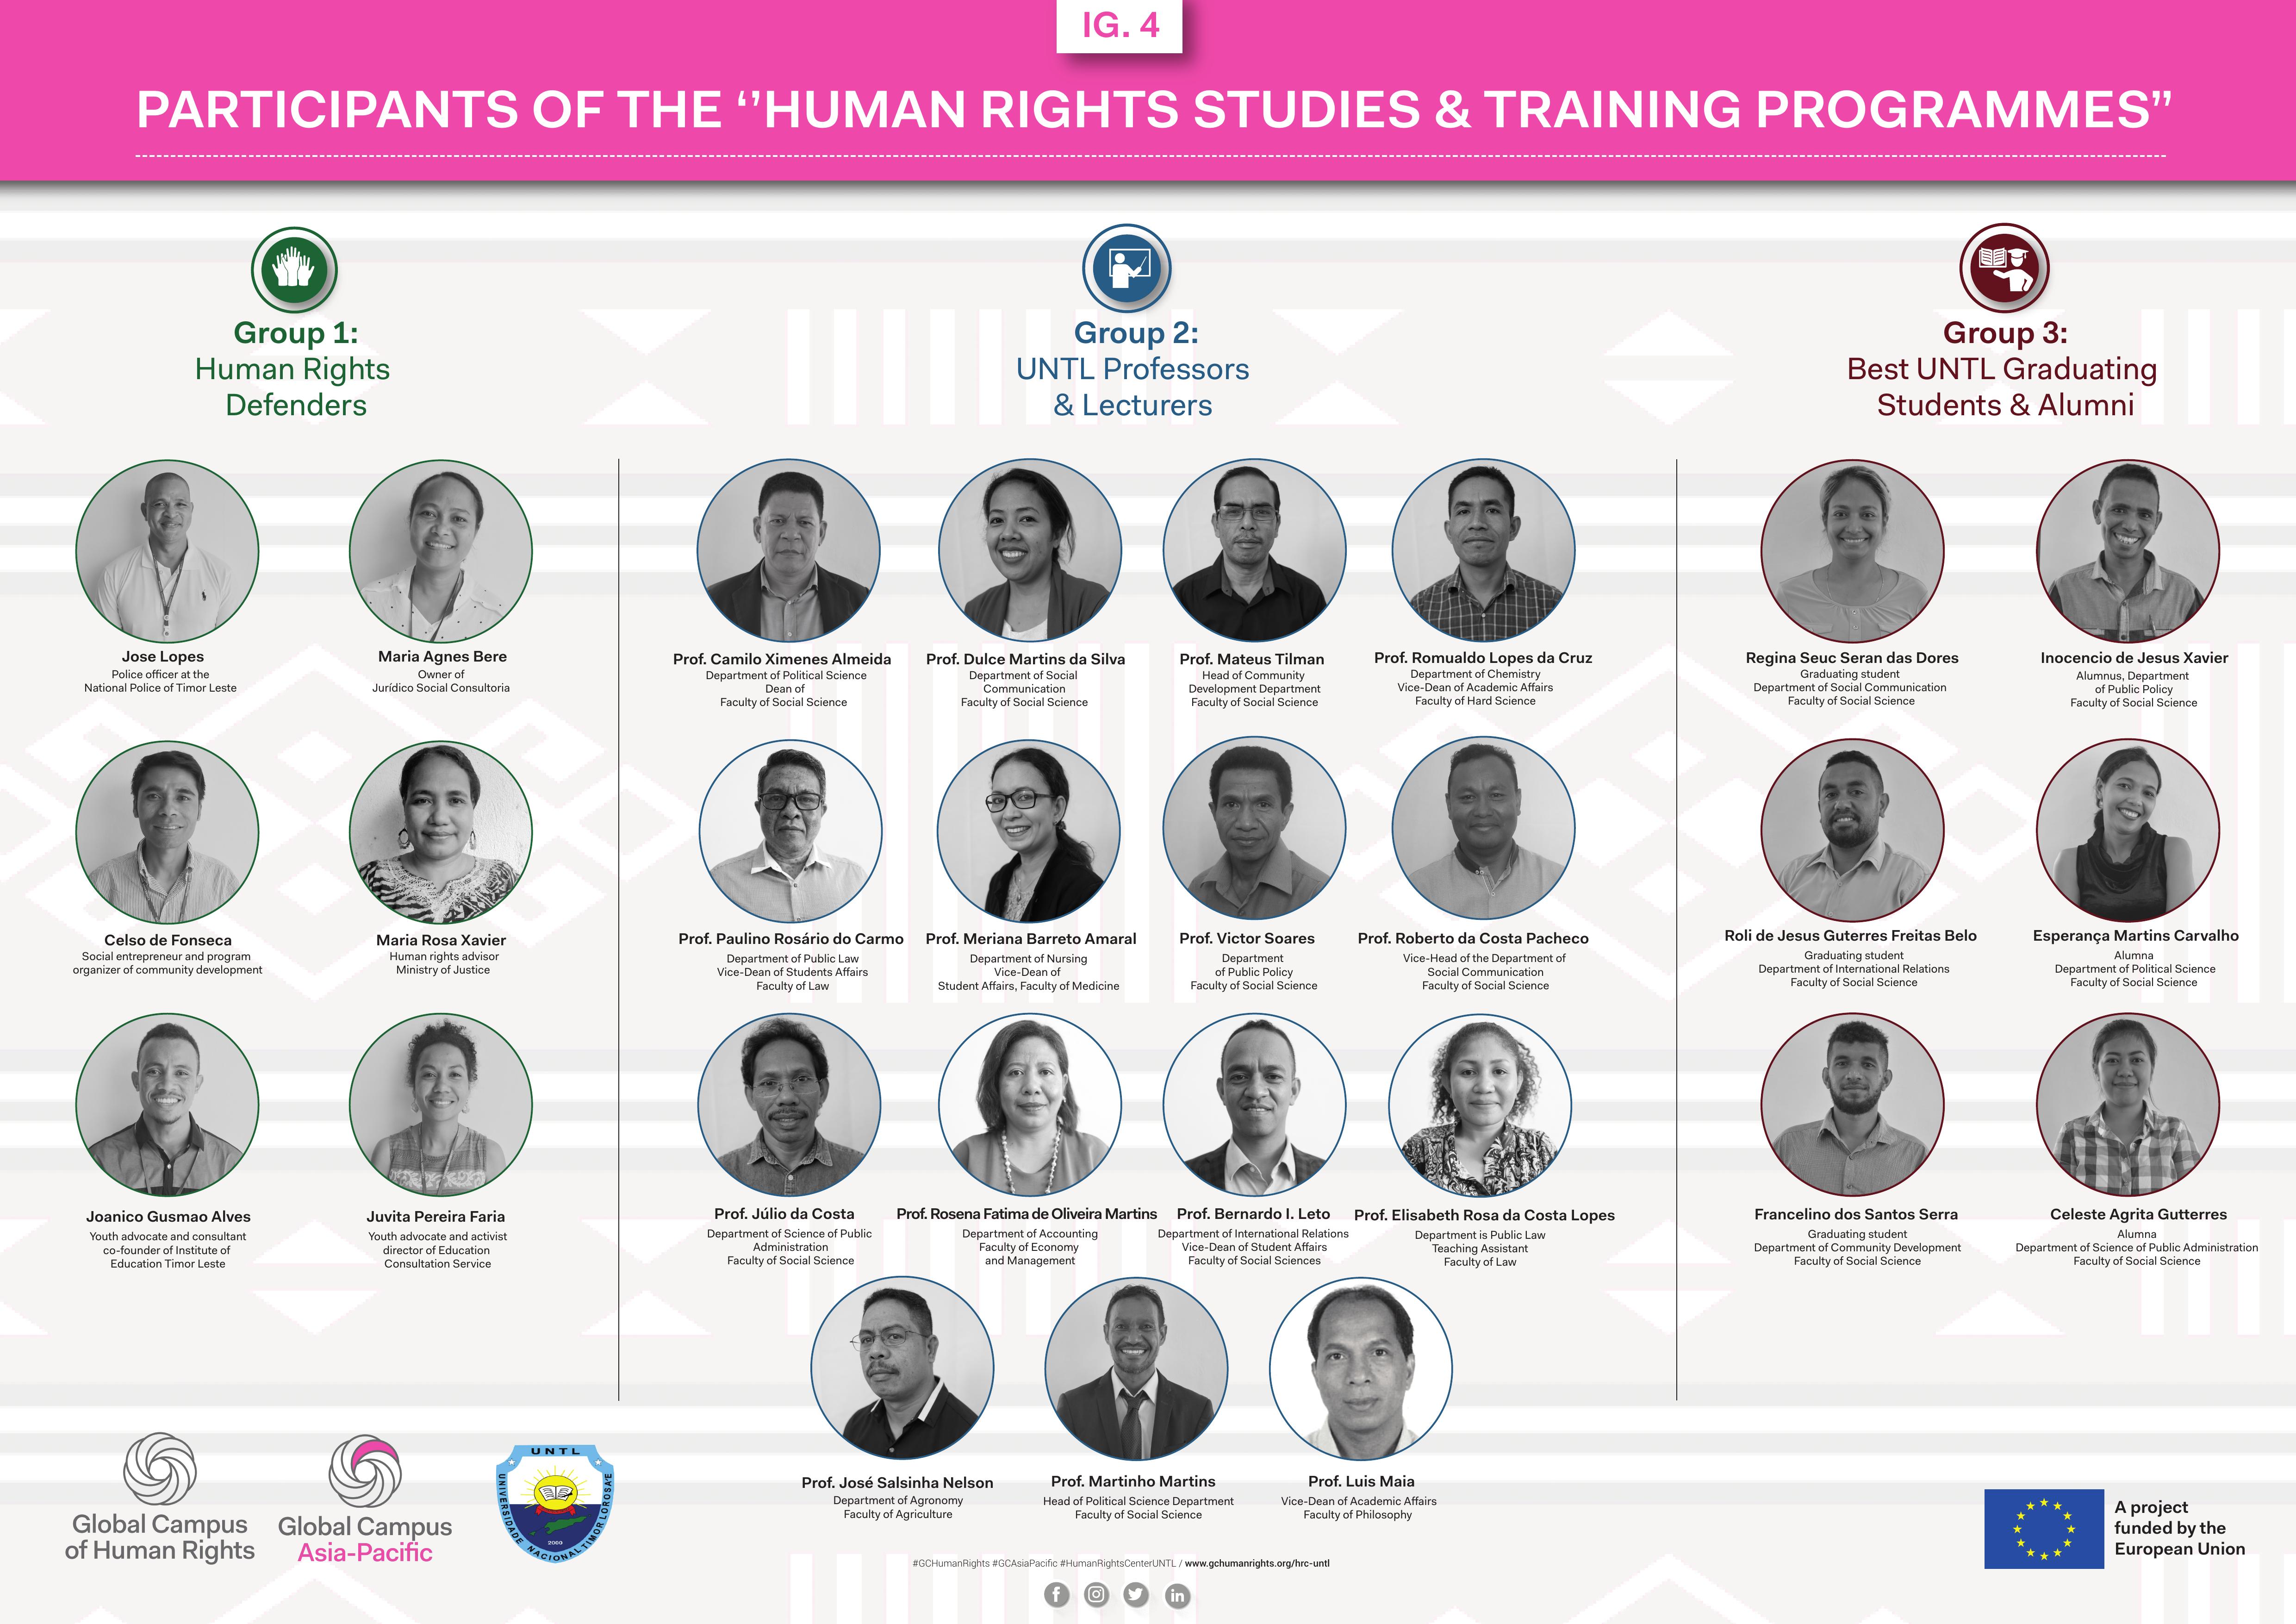 IG. 4
PARTICIPANTS OF THE ‘’HUMAN RIGHTS STUDIES & TRAINING PROGRAMMES”
Group 1:
Human Rights
Defenders
Jose Lopes
Police officer at the
National Police of Timor Leste
Maria Agnes Bere
Owner of
Jurídico Social Consultoria
Celso de Fonseca
Social entrepreneur and program
organizer of community development
Maria Rosa Xavier
Human rights advisor
Ministry of Justice
Joanico Gusmao Alves
Youth advocate and consultant
co-founder of Institute of
Education Timor Leste
Juvita Pereira Faria
Youth advocate and activist
director of Education
Consultation Service
Group 2:
UNTL Professors
& Lecturers
Prof. Camilo Ximenes Almeida
Department of Political Science
Dean of
Faculty of Social Science
Prof. Dulce Martins da Silva
Department of Social
Communication
Faculty of Social Science
Prof. Mateus Tilman
Head of Community
Development Department
Faculty of Social Science
Prof. Romualdo Lopes da Cruz
Department of Chemistry
Vice-Dean of Academic Affairs
Faculty of Hard Science
Prof. Paulino Rosário do Carmo
Department of Public Law
Vice-Dean of Students Affairs
Faculty of Law
Prof. Meriana Barreto Amaral
Department of Nursing
Vice-Dean of
Student Affairs, Faculty of Medicine
Prof. Victor Soares
Department
of Public Policy
Faculty of Social Science
Prof. Roberto da Costa Pacheco
Vice-Head of the Department of
Social Communication
Faculty of Social Science
Prof. Júlio da Costa
Department of Science of Public
Administration
Faculty of Social Science
Prof. Rosena Fatima de Oliveira Martins
Department of Accounting
Faculty of Economy
and Management
Prof. Bernardo I. Leto
Department of International Relations
Vice-Dean of Student Affairs
Faculty of Social Sciences
Prof. Elisabeth Rosa da Costa Lopes
Department is Public Law
Teaching Assistant
Faculty of Law
Prof. José Salsinha Nelson
Department of Agronomy
Faculty of Agriculture
Prof. Martinho Martins
Head of Political Science Department
Faculty of Social Science
Prof. Luis Maia
Vice-Dean of Academic Affairs
Faculty of Philosophy
Group 3:
Best UNTL Graduating
Students & Alumni
Regina Seuc Seran das Dores
Graduating student
Department of Social Communication
Faculty of Social Science
Inocencio de Jesus Xavier
Alumnus, Department
of Public Policy
Faculty of Social Science
Roli de Jesus Guterres Freitas Belo
Graduating student
Department of International Relations
Faculty of Social Science
Esperança Martins Carvalho
Alumna
Department of Political Science
Faculty of Social Science
Francelino dos Santos Serra
Graduating student
Department of Community Development
Faculty of Social Science
Celeste Agrita Gutterres
Alumna
Department of Science of Public Administration
Faculty of Social Science
Global Campus
of Human Rights
Global Campus
Asia-Pacific
UNTL
UNIVERSIDADE NACIONAL TIMOR LOROSA'E
2000
#GCHumanRights #GCAsiaPacific #HumanRightsCenterUNTL / www.gchumanrights.org/hrc-untl
A project
funded by the
European Union